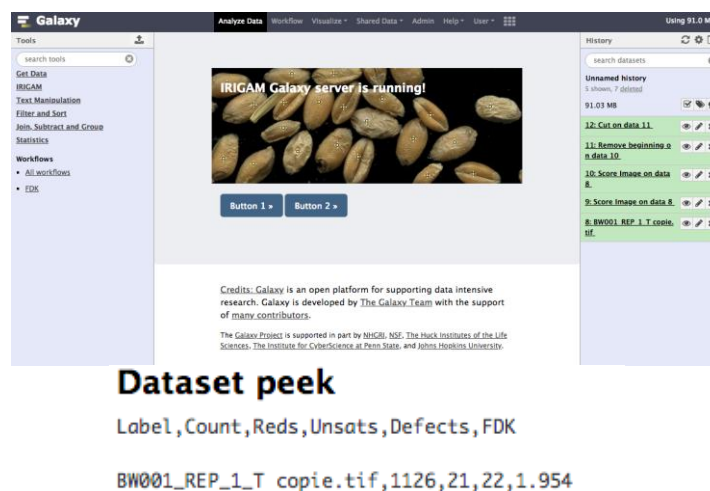 Galaxy
Analyze Data Workflow Visualize Shared Data Admin Help User
Using 91.0 M
Tools
search tools
Get Data
IRIGAM
Text Manipulation
Filter and Sort
Join, Subtract and Group
Statistics
Workflows
All workflows
FDK
IRIGAM Galaxy server is running!
Button 1 »
Button 2 »
Credits: Galaxy is an open platform for supporting data intensive
research. Galaxy is developed by The Galaxy Team with the support
of many contributors.
The Galaxy Project is supported in part by NHGRI, NSF, The Huck Institutes of the Life
Sciences, The Institute for CyberScience at Penn State, and Johns Hopkins University.
History
search datasets
Unnamed history
5 shown, 7 deleted
91.03 MB
12: Cut on data 11
11: Remove beginning o
n data 10
10: Score Image on data
8
9: Score Image on data 8
8: BW001_REP_1_T copie.
tif
Dataset peek
Label,Count,Reds,Unsats,Defects,FDK
BW001_REP_1_T copie.tif,1126,21,22,1.954